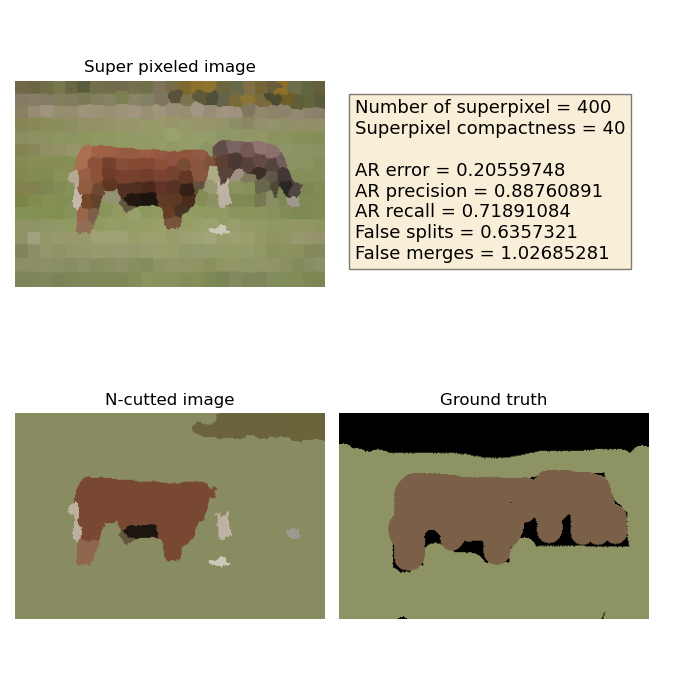 Super pixeled image
Number of superpixel = 400
Superpixel compactness = 40
AR error = 0.20559748
AR precision = 0.88760891
AR recall = 0.71891084
False splits = 0.6357321
False merges = 1.02685281
N-cutted image
Ground truth